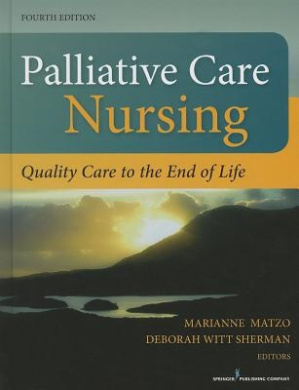 FOURTH EDITION
Palliative Care
Nursing
Quality Care to the End of Life
MARIANNE MATZO
DEBORAH WITT SHERMAN
EDITORS
SPRINGER PUBLISHING COMPANY